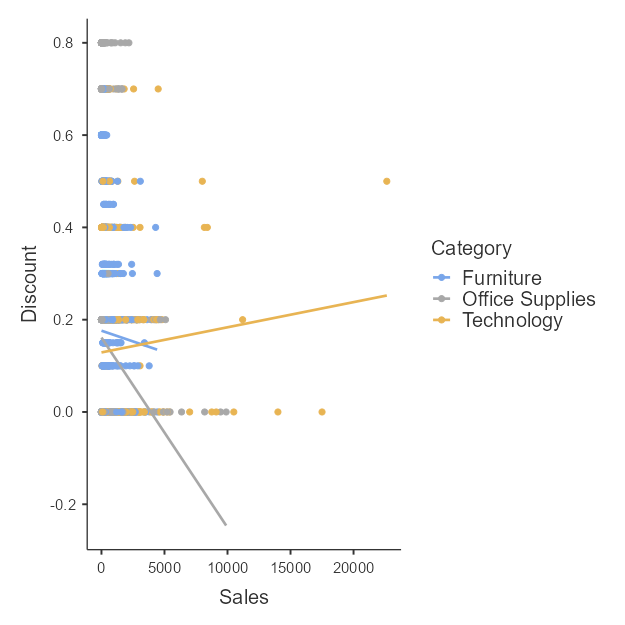 0.8
0.6
0.4
0.2
0.0
-0.2
Discount
0
5000
10000
15000
20000
Sales
Category
Furniture
Office Supplies
Technology